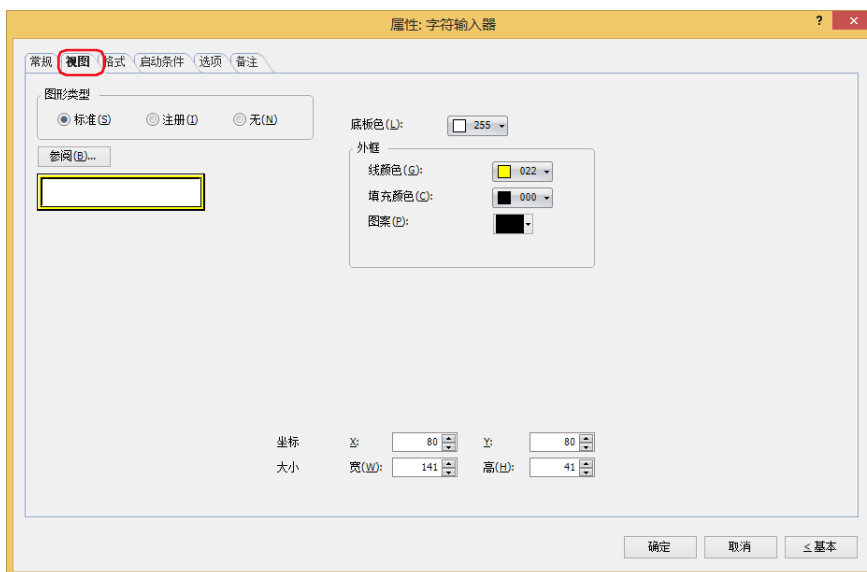 属性: 字符输入器
? ×
常规 视图 格式 启动条件 选项 备注
图形类型
标准(S) 注册(I) 无(N)
底板色(L): 255
参阅(B)...
外框
线颜色(G): 022
填充颜色(C): 000
图案(P):
坐标 X: 80 Y: 80
大小 宽(W): 141 高(H): 41
确定 取消 <基本